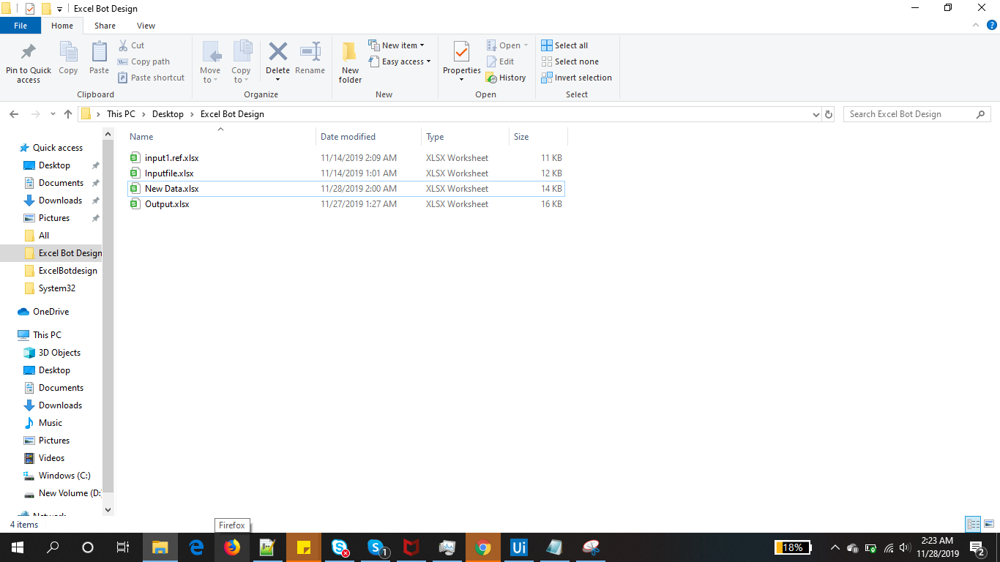 Excel Bot Design
File Home Share View
Pin to Quick access
Copy
Paste
Cut
Copy path
Paste shortcut
Clipboard
Move to
Copy to
Delete
Rename
Organize
New folder
New item
Easy access
New
Properties
Open
Edit
History
Open
Select all
Select none
Invert selection
Select
This PC > Desktop > Excel Bot Design
Search Excel Bot Design
Name Date modified Type Size
input1.ref.xlsx 11/14/2019 2:09 AM XLSX Worksheet 11 KB
Inputfile.xlsx 11/14/2019 1:01 AM XLSX Worksheet 12 KB
New Data.xlsx 11/28/2019 2:00 AM XLSX Worksheet 14 KB
Output.xlsx 11/27/2019 1:27 AM XLSX Worksheet 16 KB
Quick access
Desktop
Documents
Downloads
Pictures
All
Excel Bot Design
ExcelBotdesign
System32
OneDrive
This PC
3D Objects
Desktop
Documents
Downloads
Music
Pictures
Videos
Windows (C:)
New Volume (D:
Network
4 items
Firefox
1
Ui
18%
2:23 AM
11/28/2019
2